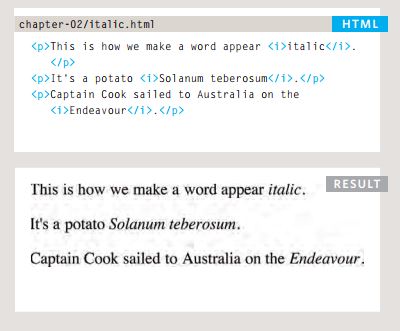 chapter-02/italic.html
HTML
<p>This is how we make a word appear <i>italic</i>.
</p>
<p>It's a potato <i>Solanum teberosum</i>.</p>
<p>Captain Cook sailed to Australia on the
<i>Endeavour</i>.</p>
RESULT
This is how we make a word appear italic.
It's a potato Solanum teberosum.
Captain Cook sailed to Australia on the Endeavour.